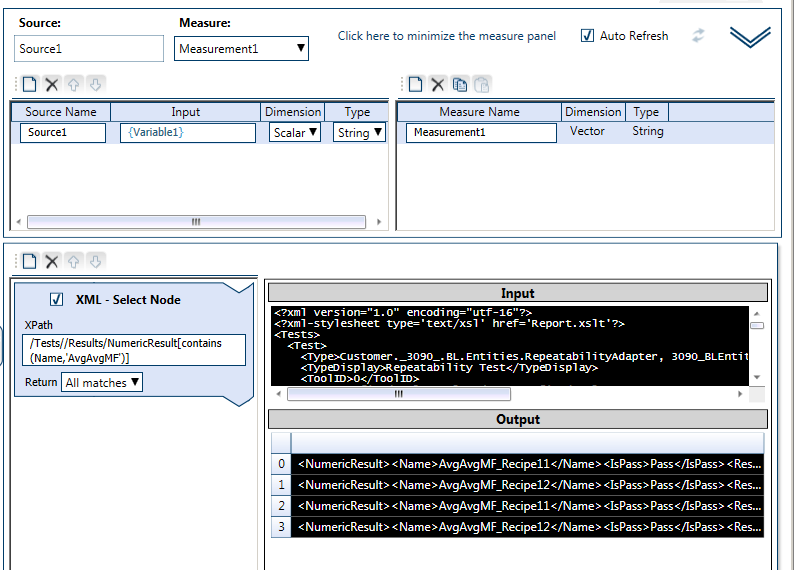 Source:
Measure:
Source1
Measurement1
Click here to minimize the measure panel
Auto Refresh
Source Name
Input
Dimension
Type
Source1
{Variable1}
Scalar
String
Measure Name
Dimension
Type
Measurement1
Vector
String
XML - Select Node
XPath
/Tests//Results/NumericResult[contains
(Name,'AvgAvgMF')]
Return
All matches
Input
<?xml version="1.0" encoding="utf-16"?>
<?xml-stylesheet type='text/xsl' href='Report.xslt'?>
<Tests>
<Test>
<Type>Customer._3090_.BL.Entities.RepeatabilityAdapter, 3090_BLEntit
<TypeDisplay>Repeatability Test</TypeDisplay>
<ToolID>0</ToolID>
Output
0 <NumericResult><Name>AvgAvgMF_Recipe11</Name><IsPass>Pass</IsPass><Res...
1 <NumericResult><Name>AvgAvgMF_Recipe12</Name><IsPass>Pass</IsPass><Res...
2 <NumericResult><Name>AvgAvgMF_Recipe11</Name><IsPass>Pass</IsPass><Res...
3 <NumericResult><Name>AvgAvgMF_Recipe12</Name><IsPass>Pass</IsPass><Res...